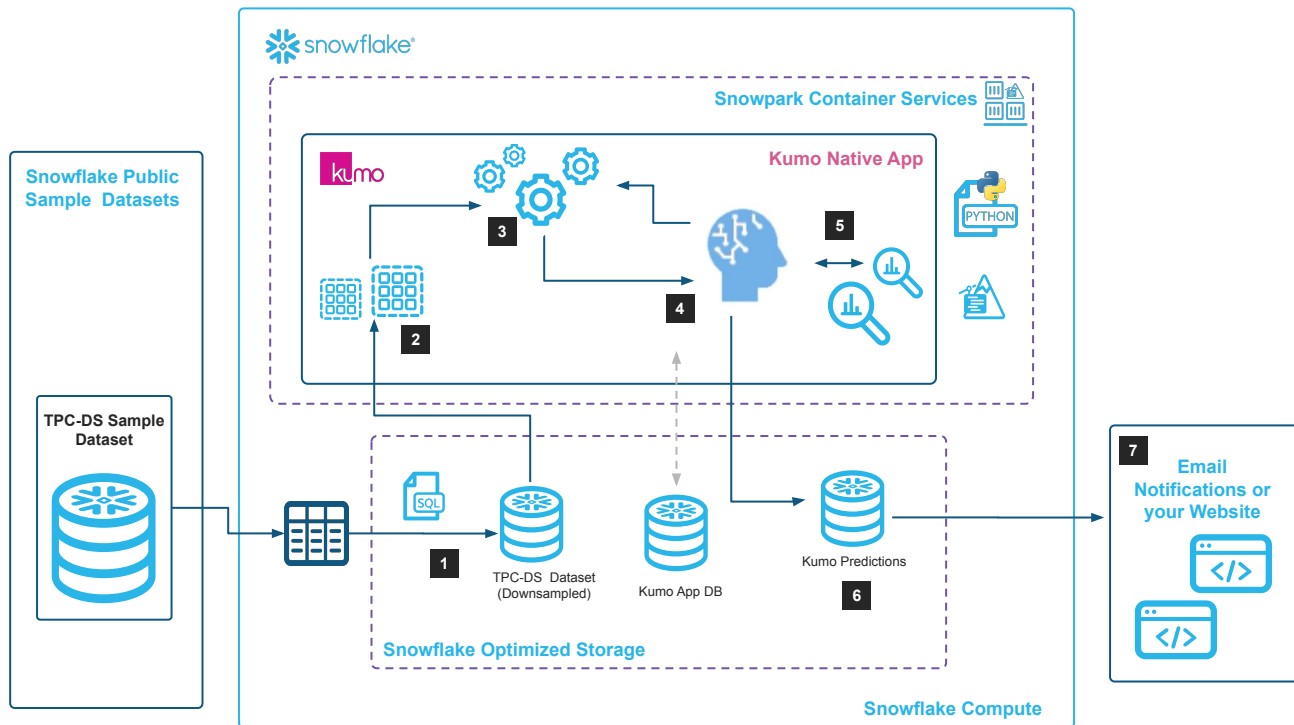 snowflake®
Snowpark Container Services
kumo
Kumo Native App
PYTHON
Snowflake Public
Sample Datasets
TPC-DS Sample
Dataset
3
5
4
2
SQL
1
TPC-DS Dataset
(Downsampled)
Kumo App DB
Kumo Predictions
6
Snowflake Optimized Storage
7
Email
Notifications or
your Website
</>
</>
Snowflake Compute